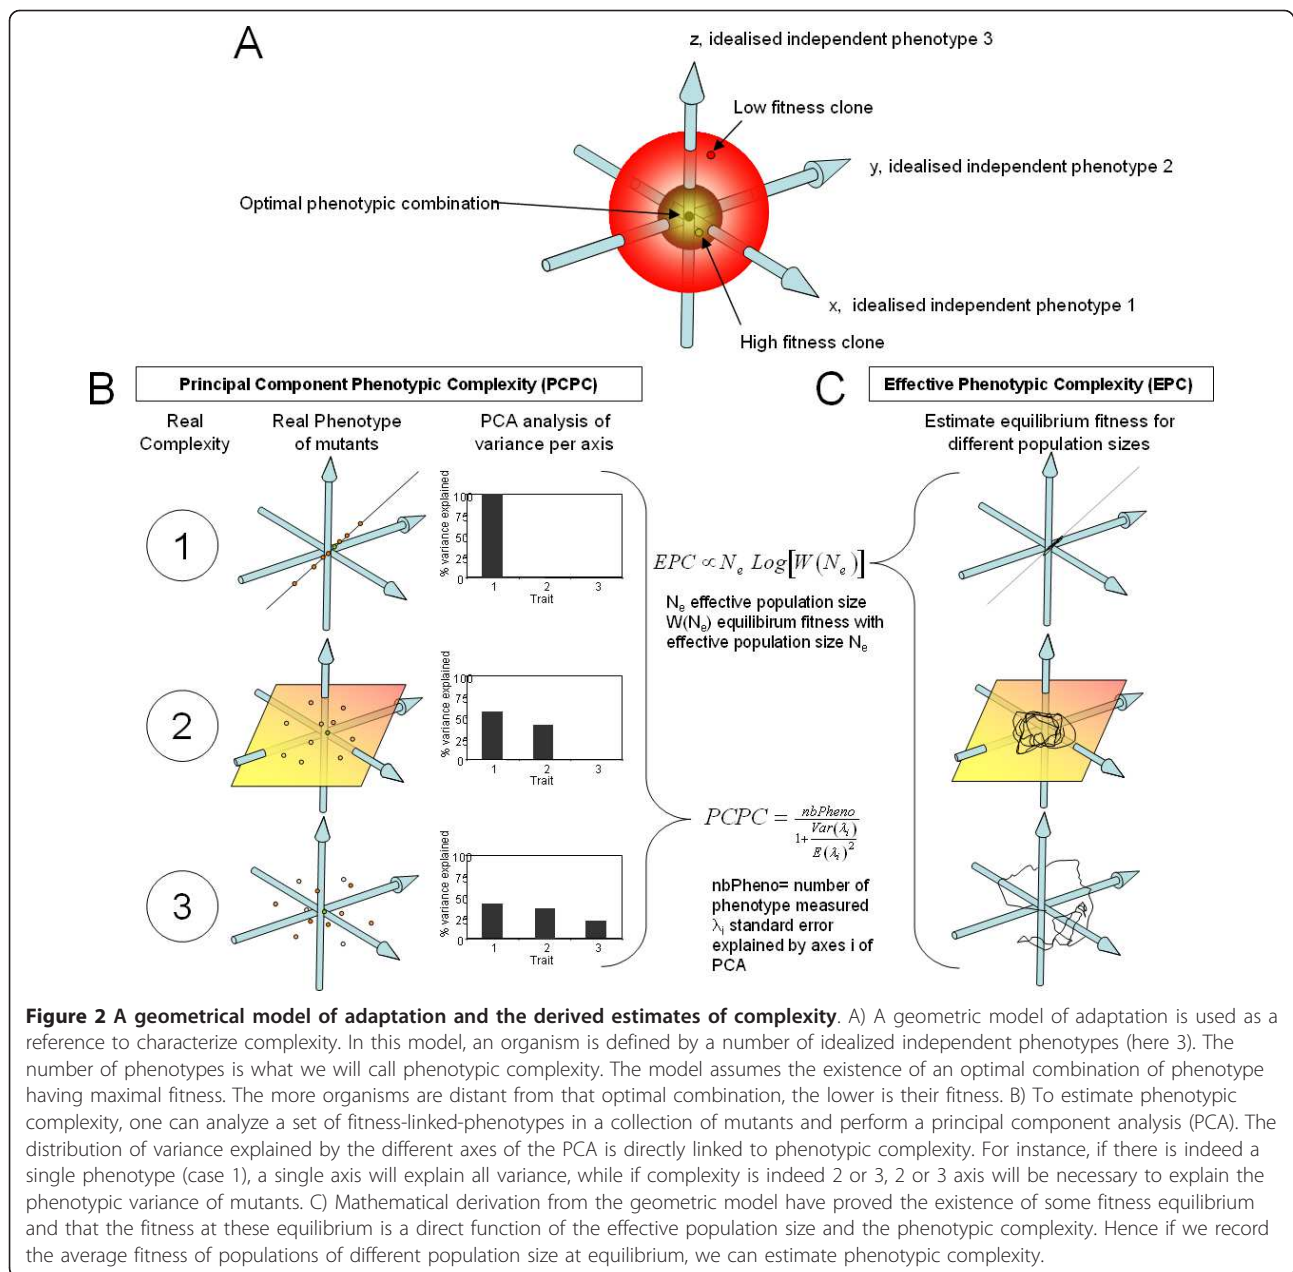 A
z, idealised independent phenotype 3
Low fitness clone
y, idealised independent phenotype 2
Optimal phenotypic combination
x, idealised independent phenotype 1
High fitness clone
B
Principal Component Phenotypic Complexity (PCPC)
C
Effective Phenotypic Complexity (EPC)
Real
Complexity
Real Phenotype
of mutants
PCA analysis of
variance per axis
Estimate equilibrium fitness for
different population sizes
1
% variance explained
100
75
50
25
0
1 2 3
Trait
EPC ∝ N_e Log[W(N_e)]
N_e effective population size
W(N_e) equilibirum fitness with
effective population size N_e
2
% variance explained
100
75
50
25
0
1 2 3
Trait
PCPC = nbPheno / (1 + Var(λ_i) / E(λ_i)^2)
nbPheno= number of
phenotype measured
λ_i standard error
explained by axes i of
PCA
3
% variance explained
100
75
50
25
0
1 2 3
Trait
Figure 2 A geometrical model of adaptation and the derived estimates of complexity. A) A geometric model of adaptation is used as a
reference to characterize complexity. In this model, an organism is defined by a number of idealized independent phenotypes (here 3). The
number of phenotypes is what we will call phenotypic complexity. The model assumes the existence of an optimal combination of phenotype
having maximal fitness. The more organisms are distant from that optimal combination, the lower is their fitness. B) To estimate phenotypic
complexity, one can analyze a set of fitness-linked-phenotypes in a collection of mutants and perform a principal component analysis (PCA). The
distribution of variance explained by the different axes of the PCA is directly linked to phenotypic complexity. For instance, if there is indeed a
single phenotype (case 1), a single axis will explain all variance, while if complexity is indeed 2 or 3, 2 or 3 axis will be necessary to explain the
phenotypic variance of mutants. C) Mathematical derivation from the geometric model have proved the existence of some fitness equilibrium
and that the fitness at these equilibrium is a direct function of the effective population size and the phenotypic complexity. Hence if we record
the average fitness of populations of different population size at equilibrium, we can estimate phenotypic complexity.